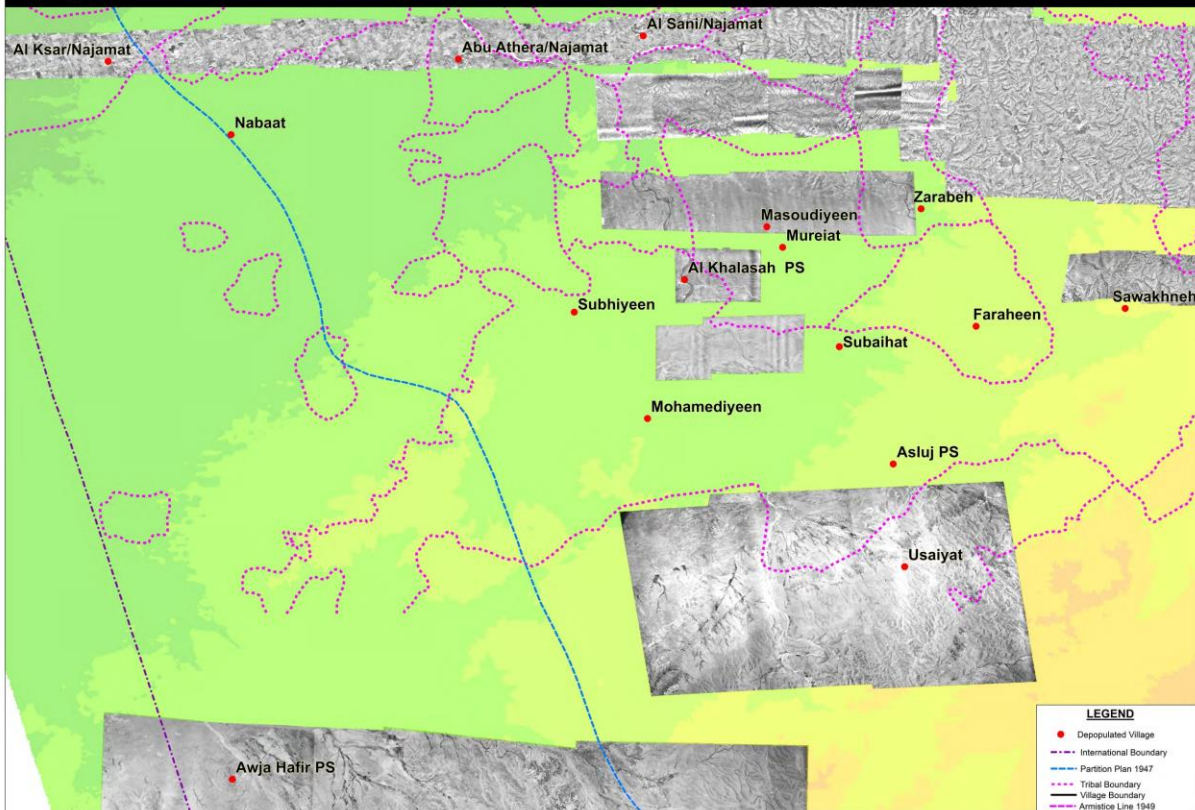 Al Sani/Najamat
Al Ksar/Najamat
Abu Athera/Najamat
Nabaat
Zarabeh
Masoudiyeen
Mureiat
Al Khalasah PS
Sawakhneh
Subhiyeen
Faraheen
Subaihat
Mohamediyeen
Asluj PS
Usaiyat
Awja Hafir PS
LEGEND
Depopulated Village
International Boundary
Partition Plan 1947
Tribal Boundary
Village Boundary
Armistice Line 1949